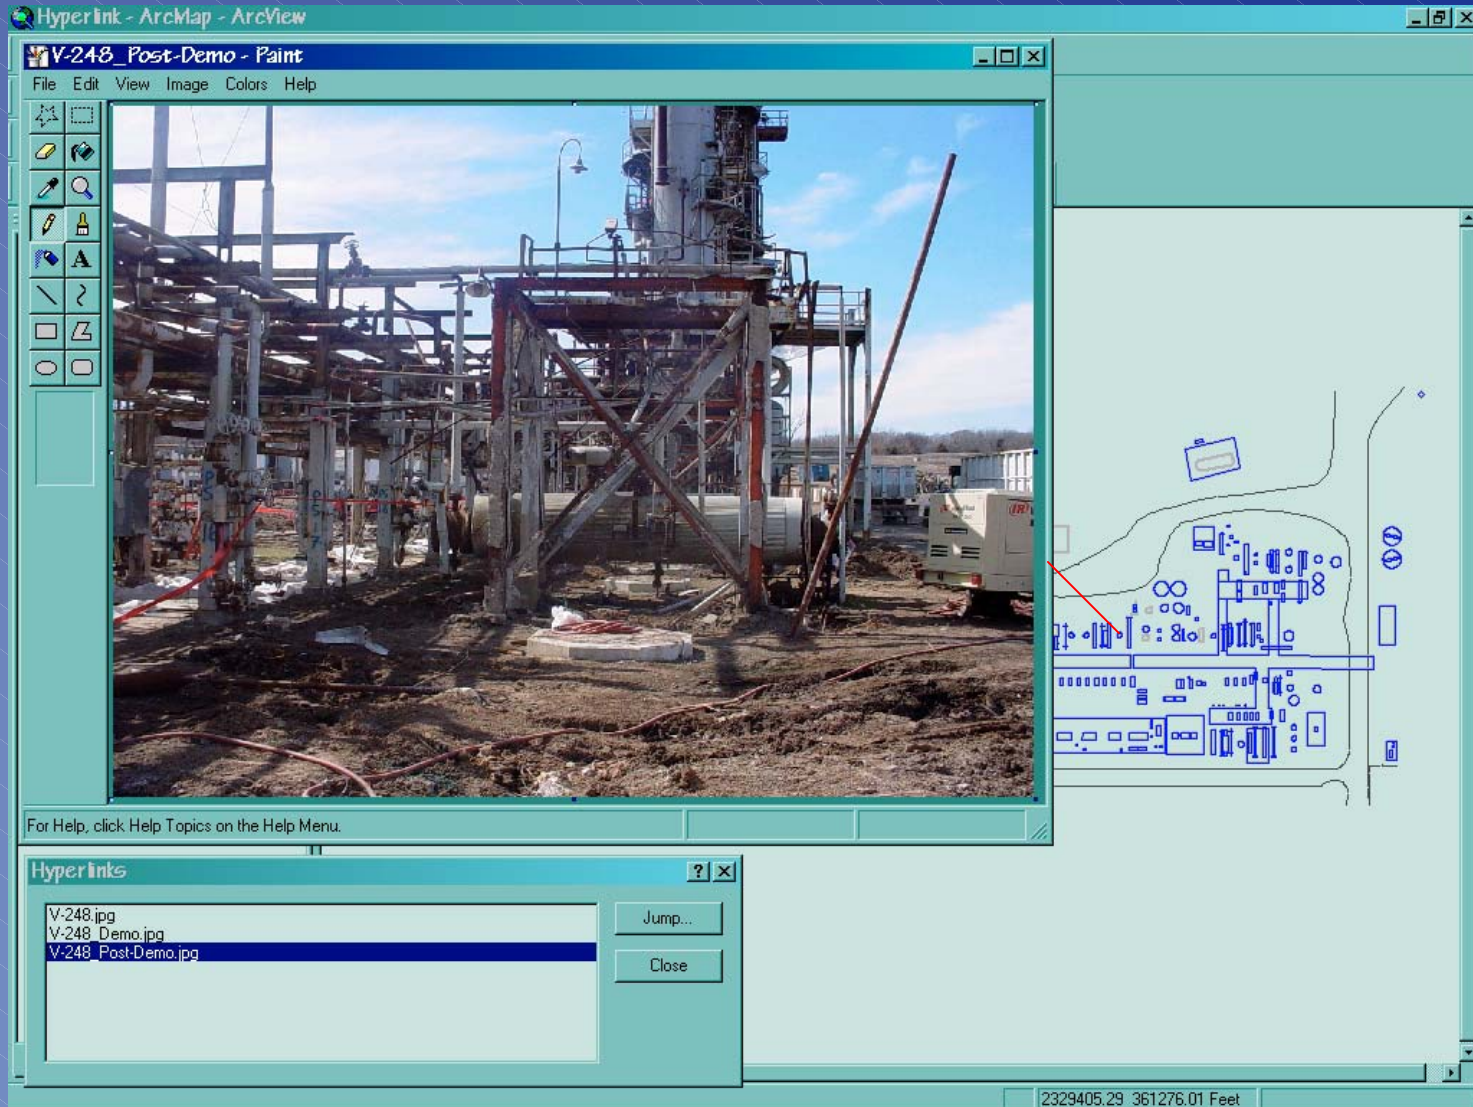 Hyperlink - ArcMap - ArcView
V-248_Post-Demo - Paint
File Edit View Image Colors Help
A
IR
For Help, click Help Topics on the Help Menu.
Hyperlinks
V-248.jpg
V-248_Demo.jpg
V-248_Post-Demo.jpg
Jump...
Close
2329405.29 361276.01 Feet